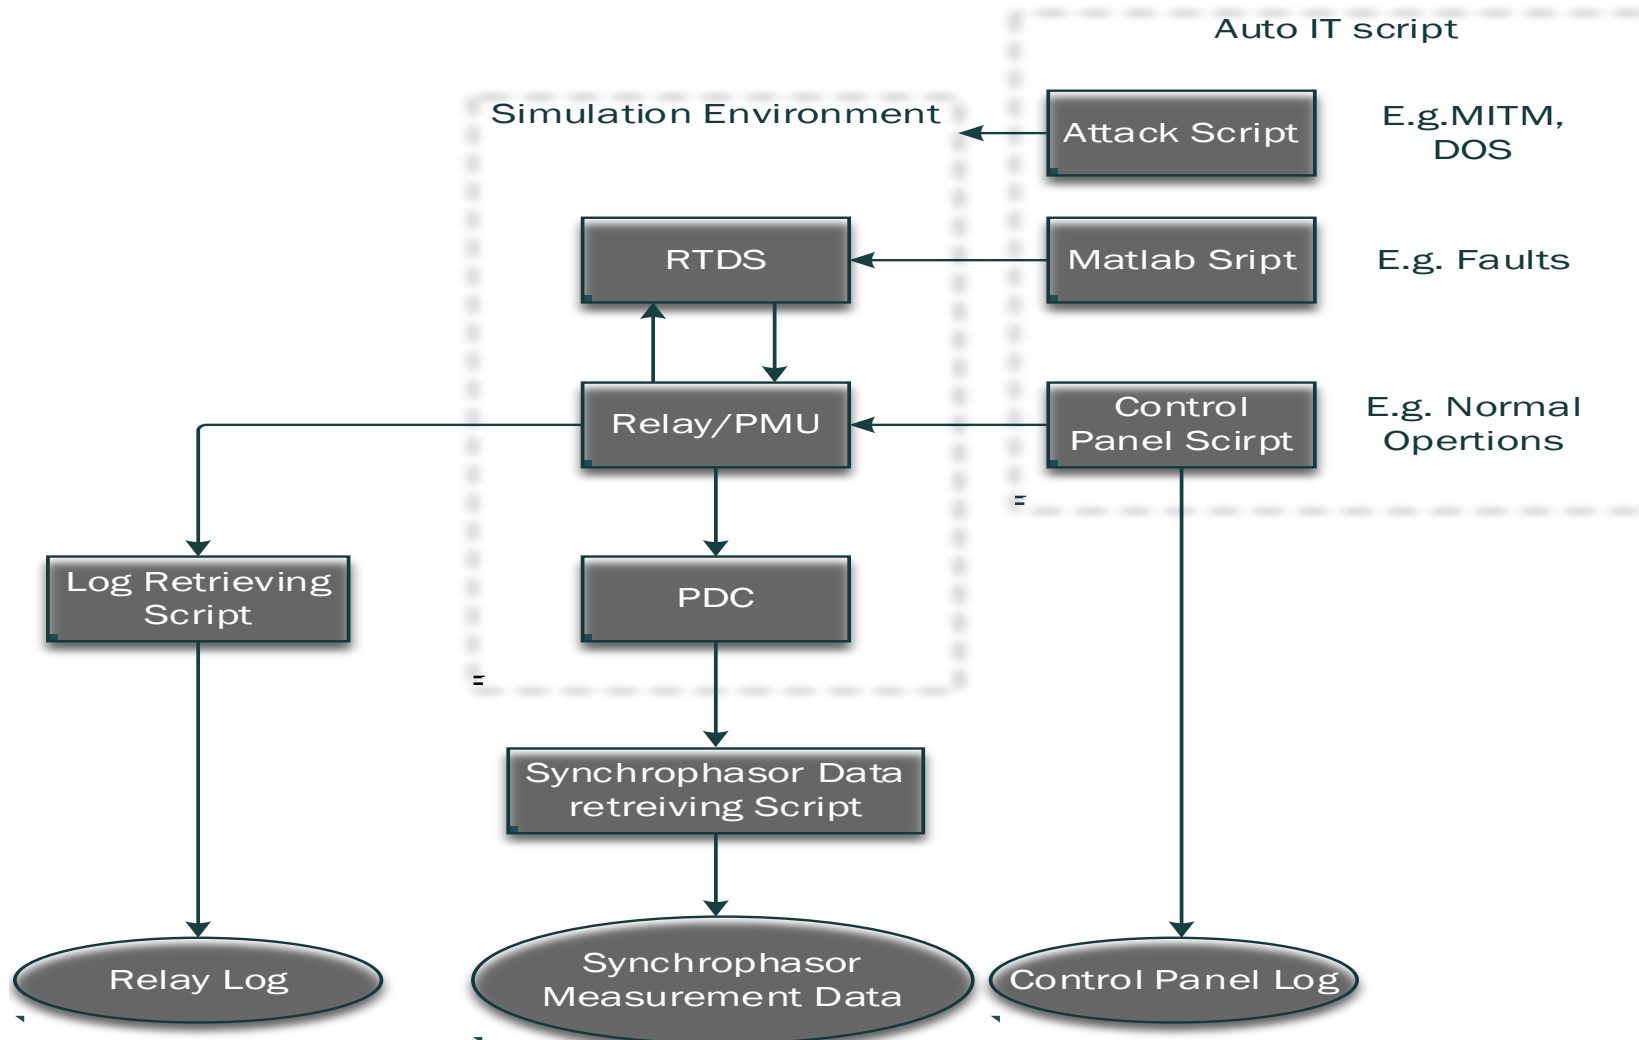 Auto IT script
Simulation Environment
Attack Script
E.g.MITM,
DOS
RTDS
Matlab Sript
E.g. Faults
Relay/PMU
Control
Panel Scirpt
E.g. Normal
Opertions
Log Retrieving
Script
PDC
Synchrophasor Data
retreiving Script
Relay Log
Synchrophasor
Measurement Data
Control Panel Log